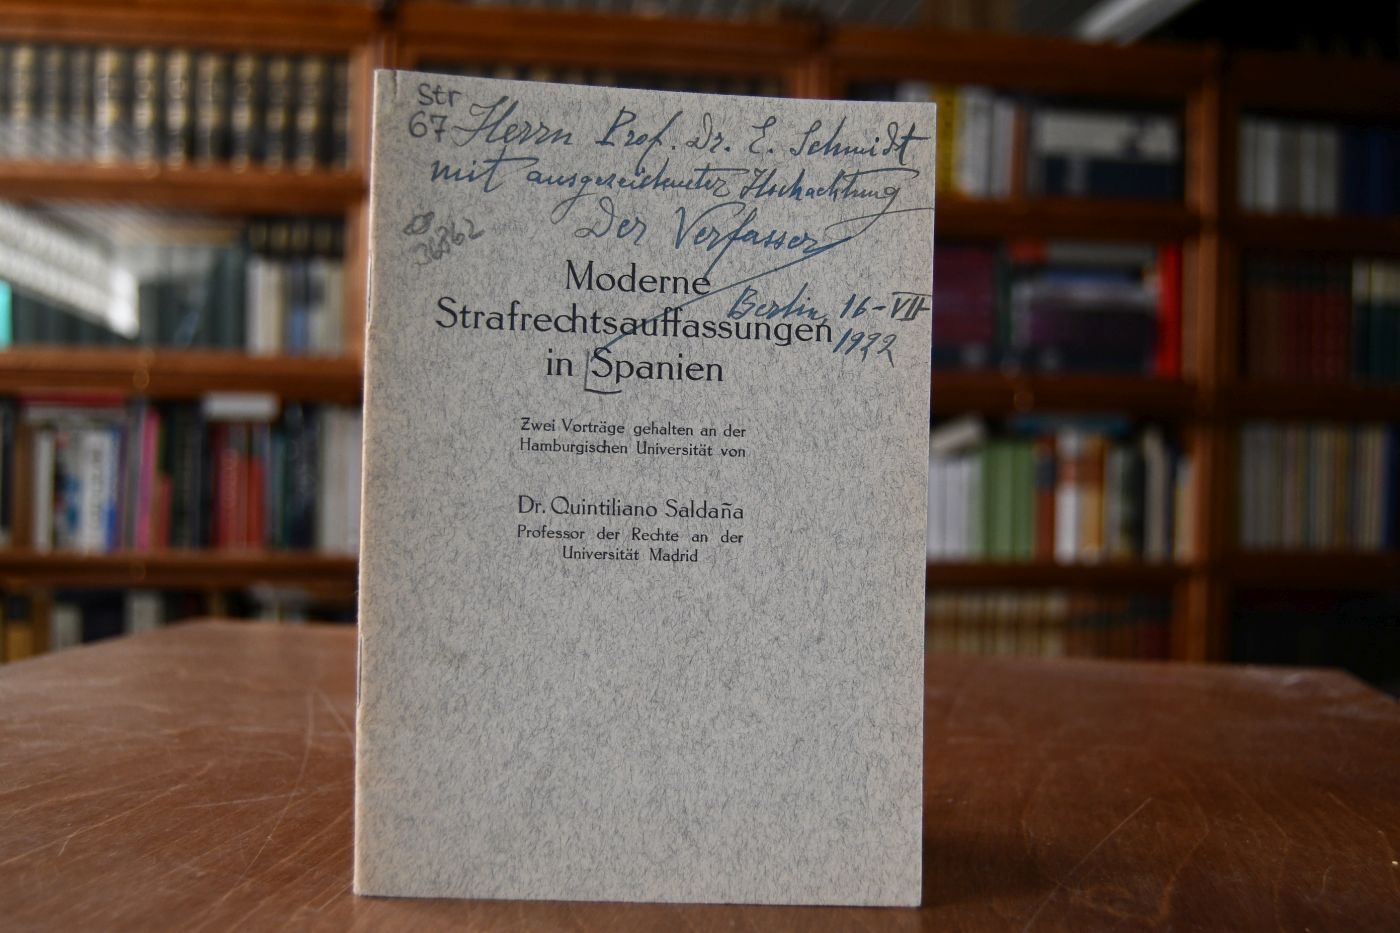 Str
67
Herrn Prof. Dr. E. Schmidt
mit ausgezeichneter Hochachtung
Der Verfasser
Berlin, 16-VII-
1922
Moderne
Strafrechtsauffassungen
in Spanien
Zwei Vorträge gehalten an der
Hamburgischen Universität von
Dr. Quintiliano Saldaña
Professor der Rechte an der
Universität Madrid